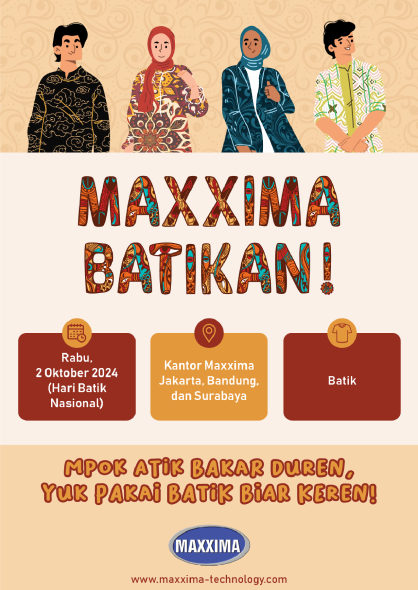 MAXXIMA
BATIKAN!
Rabu,
2 Oktober 2024
(Hari Batik
Nasional)
Kantor Maxxima
Jakarta, Bandung,
dan Surabaya
Batik
MPOK ATIK BAKAR DUREN,
YUK PAKAI BATIK BIAR KEREN!
MAXXIMA
www.maxxima-technology.com